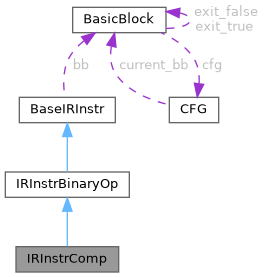 BasicBlock
exit_false
exit_true
bb
current_bb
cfg
BaseIRInstr
CFG
IRInstrBinaryOp
IRInstrComp